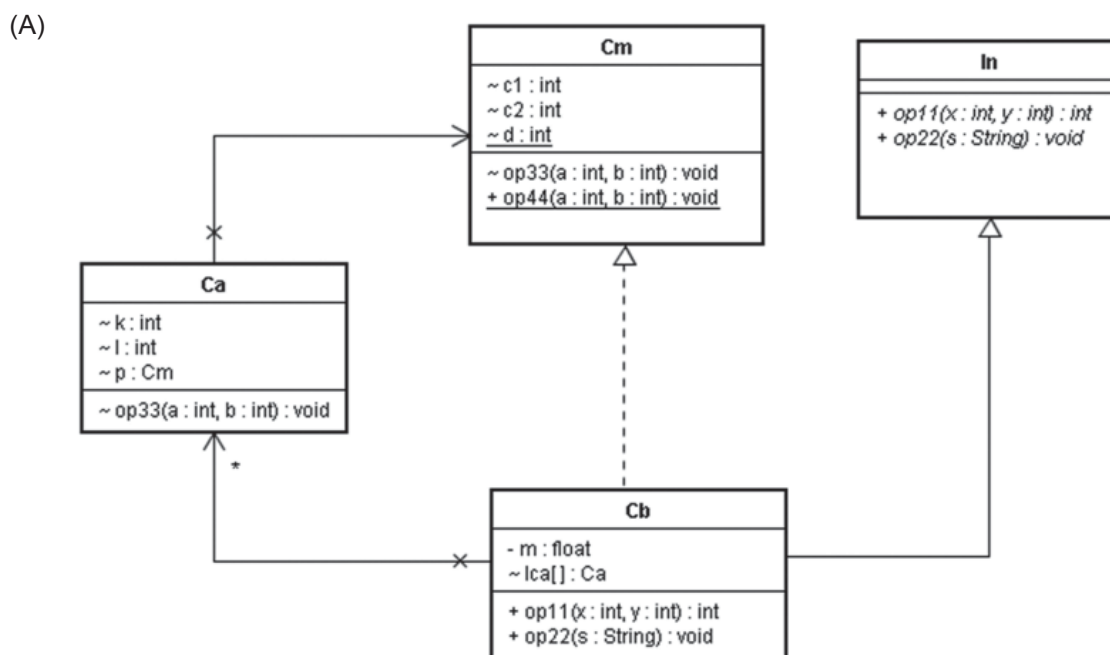 (A)
Cm
~ c1 : int
~ c2 : int
~ d : int
~ op33(a : int, b : int) : void
+ op44(a : int, b : int) : void
In
+ op11(x : int, y : int) : int
+ op22(s : String) : void
Ca
~ k : int
~ l : int
~ p : Cm
~ op33(a : int, b : int) : void
*
Cb
- m : float
~ lca[ ] : Ca
+ op11(x : int, y : int) : int
+ op22(s : String) : void